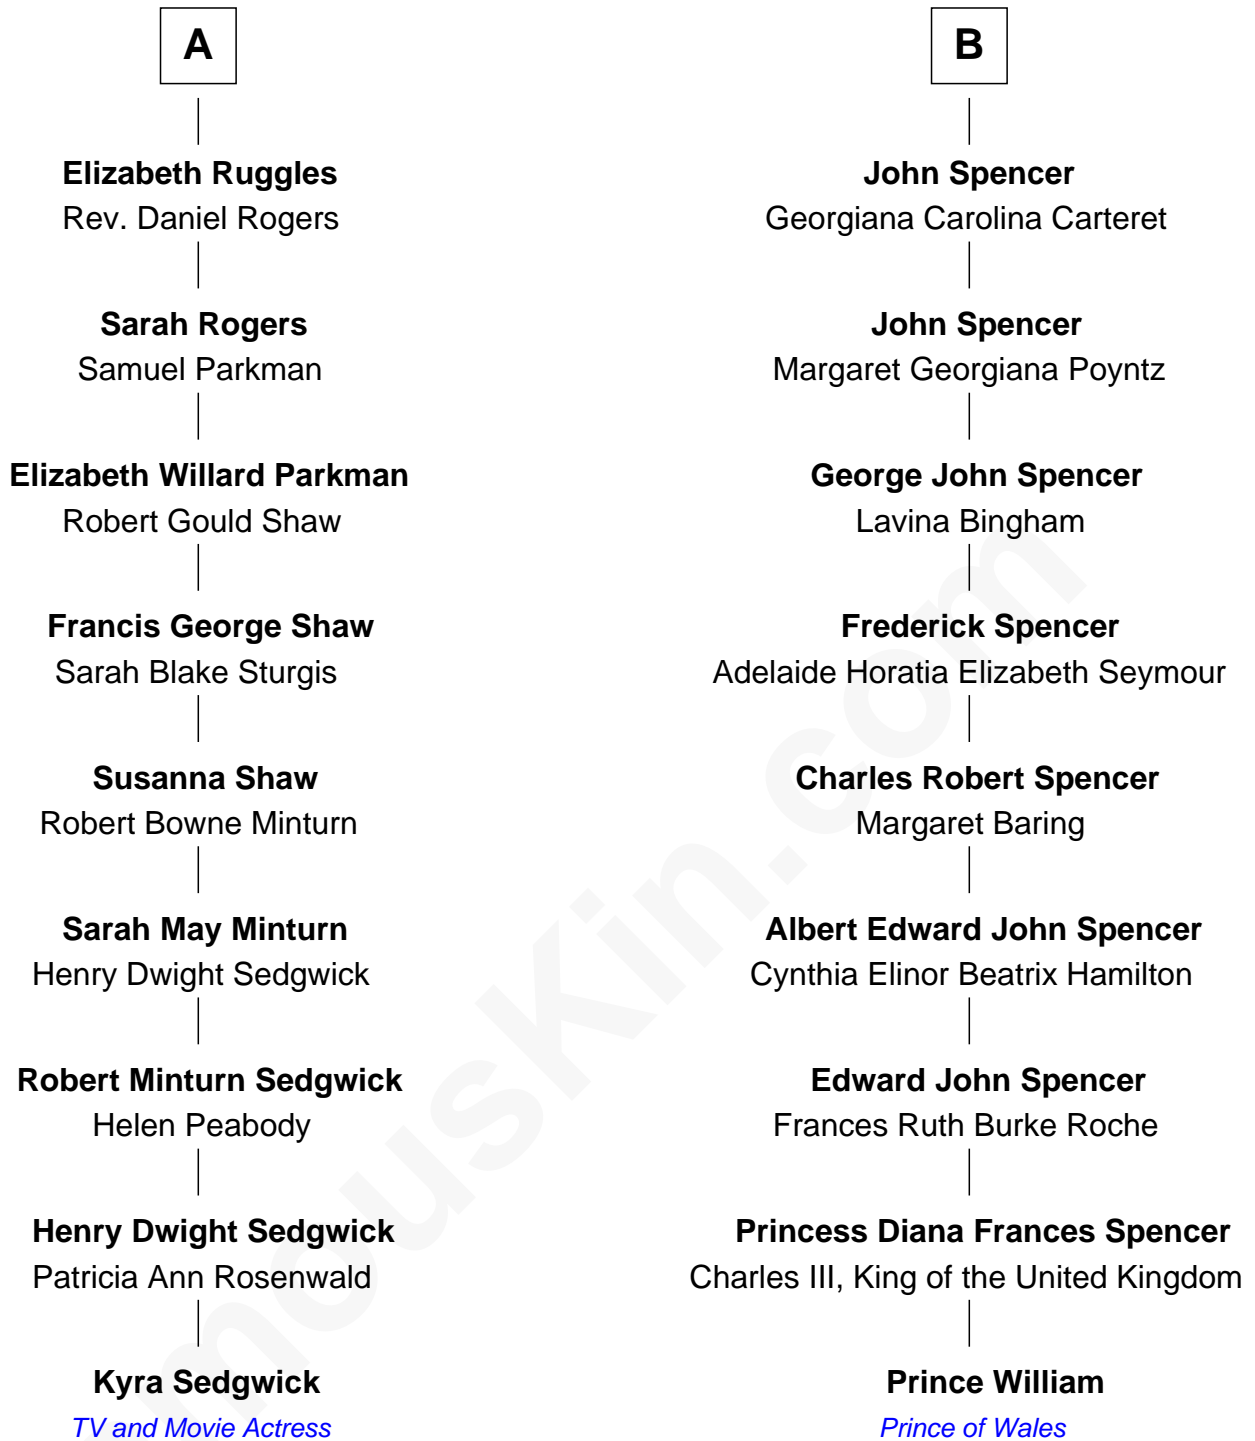 A
Elizabeth Ruggles
Rev. Daniel Rogers
Sarah Rogers
Samuel Parkman
Elizabeth Willard Parkman
Robert Gould Shaw
Francis George Shaw
Sarah Blake Sturgis
Susanna Shaw
Robert Bowne Minturn
Sarah May Minturn
Henry Dwight Sedgwick
Robert Minturn Sedgwick
Helen Peabody
Henry Dwight Sedgwick
Patricia Ann Rosenwald
Kyra Sedgwick
TV and Movie Actress
B
John Spencer
Georgiana Carolina Carteret
John Spencer
Margaret Georgiana Poyntz
George John Spencer
Lavina Bingham
Frederick Spencer
Adelaide Horatia Elizabeth Seymour
Charles Robert Spencer
Margaret Baring
Albert Edward John Spencer
Cynthia Elinor Beatrix Hamilton
Edward John Spencer
Frances Ruth Burke Roche
Princess Diana Frances Spencer
Charles III, King of the United Kingdom
Prince William
Prince of Wales
mousKin.com